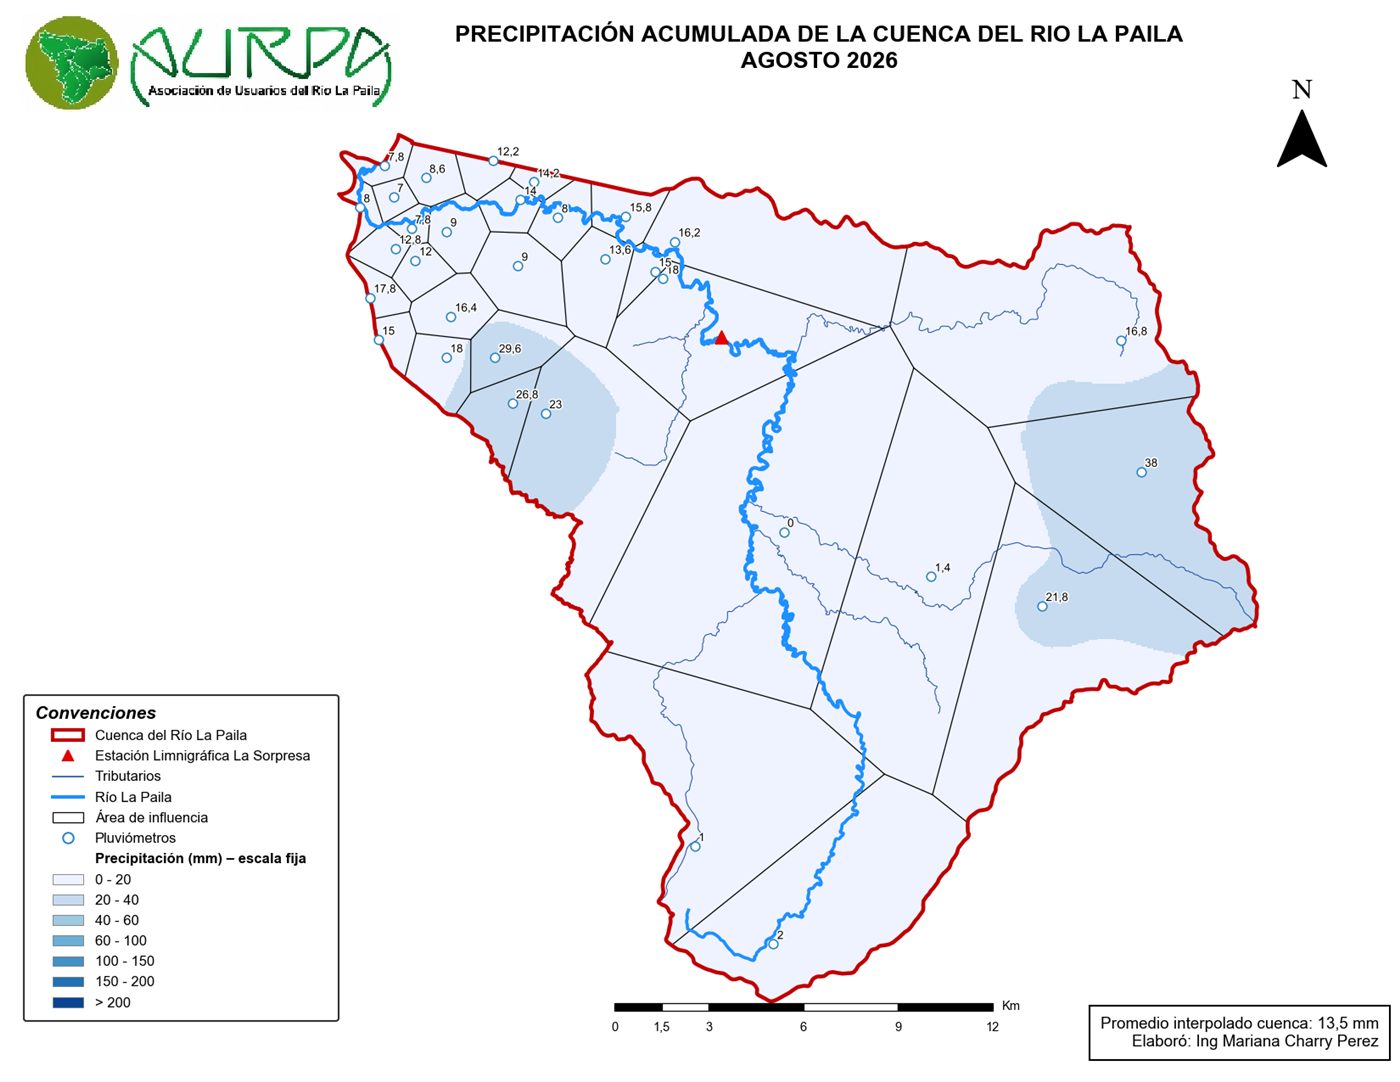 AURPA
Asociación de Usuarios del Río La Paila
PRECIPITACIÓN ACUMULADA DE LA CUENCA DEL RIO LA PAILA
AGOSTO 2026
N
7,8
12,2
8,6
14,2
7
14
8
8
15,8
7,8
9
16,2
12,8
12
9
13,6
15
18
17,8
16,4
15
18
29,6
16,8
26,8
23
38
0
1,4
21,8
1
2
Convenciones
Cuenca del Río La Paila
Estación Limnigráfica La Sorpresa
Tributarios
Río La Paila
Área de influencia
Pluviómetros
Precipitación (mm) – escala fija
0 - 20
20 - 40
40 - 60
60 - 100
100 - 150
150 - 200
> 200
Km
0 1,5 3 6 9 12
Promedio interpolado cuenca: 13,5 mm
Elaboró: Ing Mariana Charry Perez